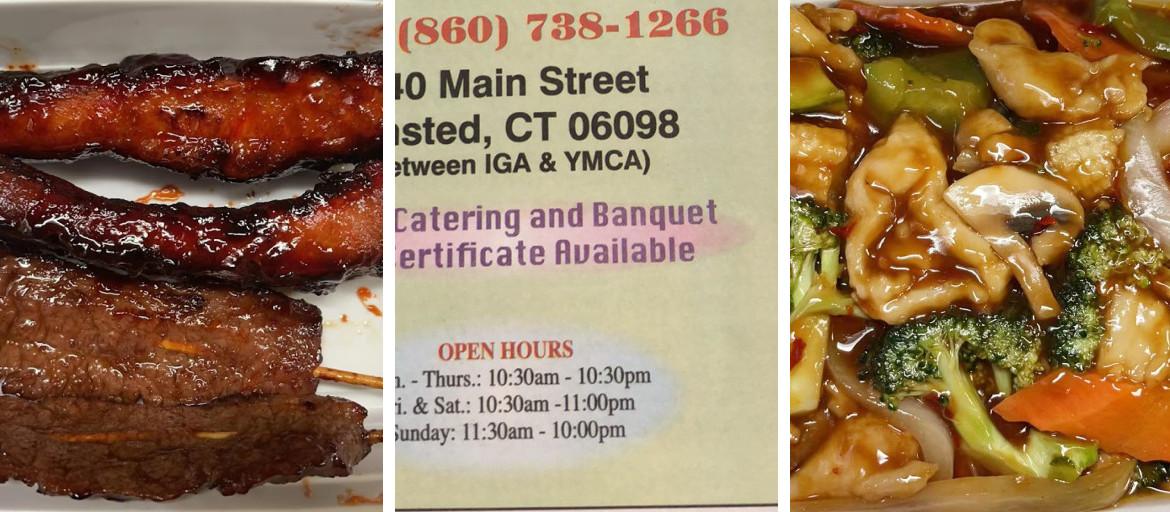 (860) 738-1266
40 Main Street
nsted, CT 06098
etween IGA & YMCA)
Catering and Banquet
ertificate Available
OPEN HOURS
n. - Thurs.: 10:30am - 10:30pm
ri. & Sat.: 10:30am -11:00pm
Sunday: 11:30am - 10:00pm